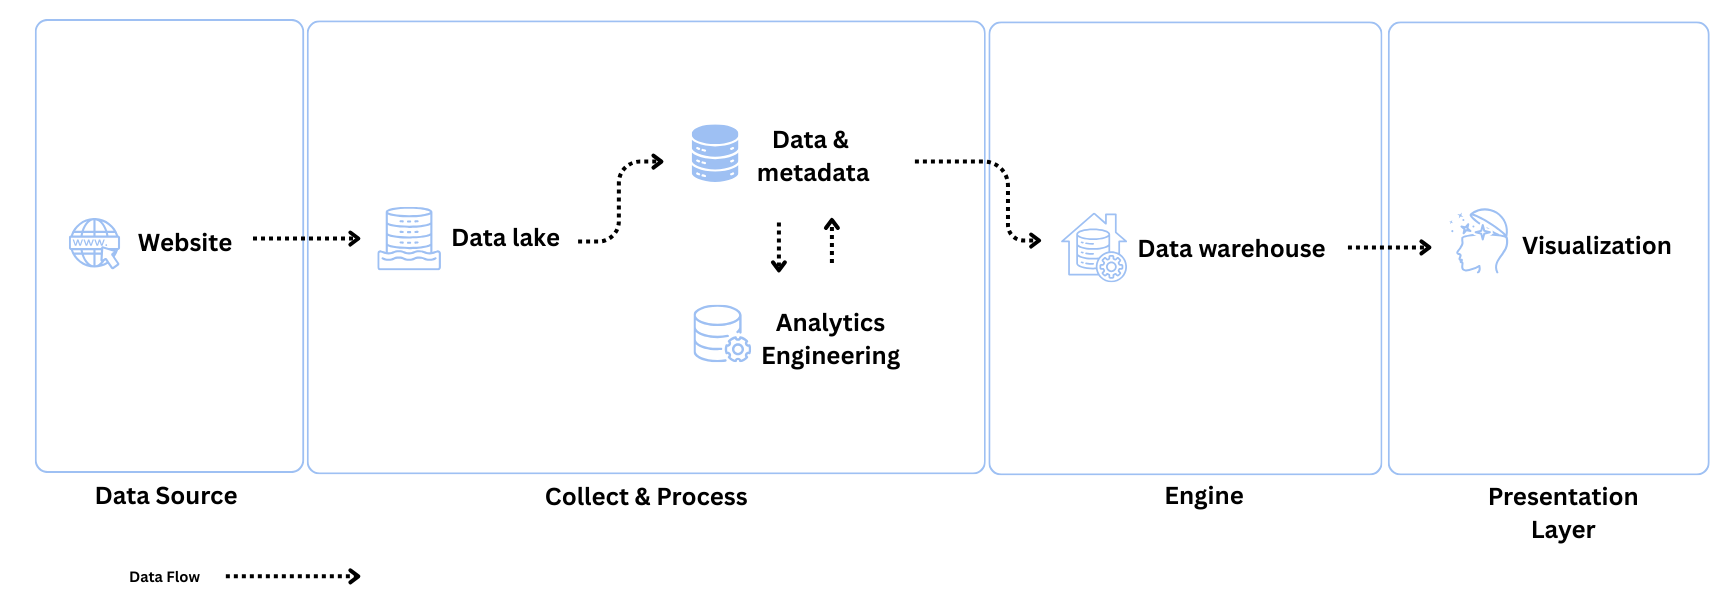 www.
Website
Data lake
Data &
metadata
Analytics
Engineering
Data warehouse
Visualization
Data Source
Collect & Process
Engine
Presentation
Layer
Data Flow